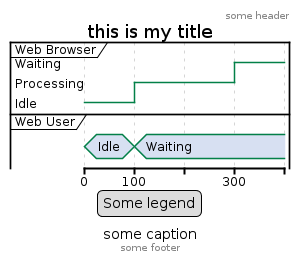 some header
this is my title
Web Browser
Waiting
Processing
Idle
Web User
Idle Waiting
0 100 300
Some legend
some caption
some footer